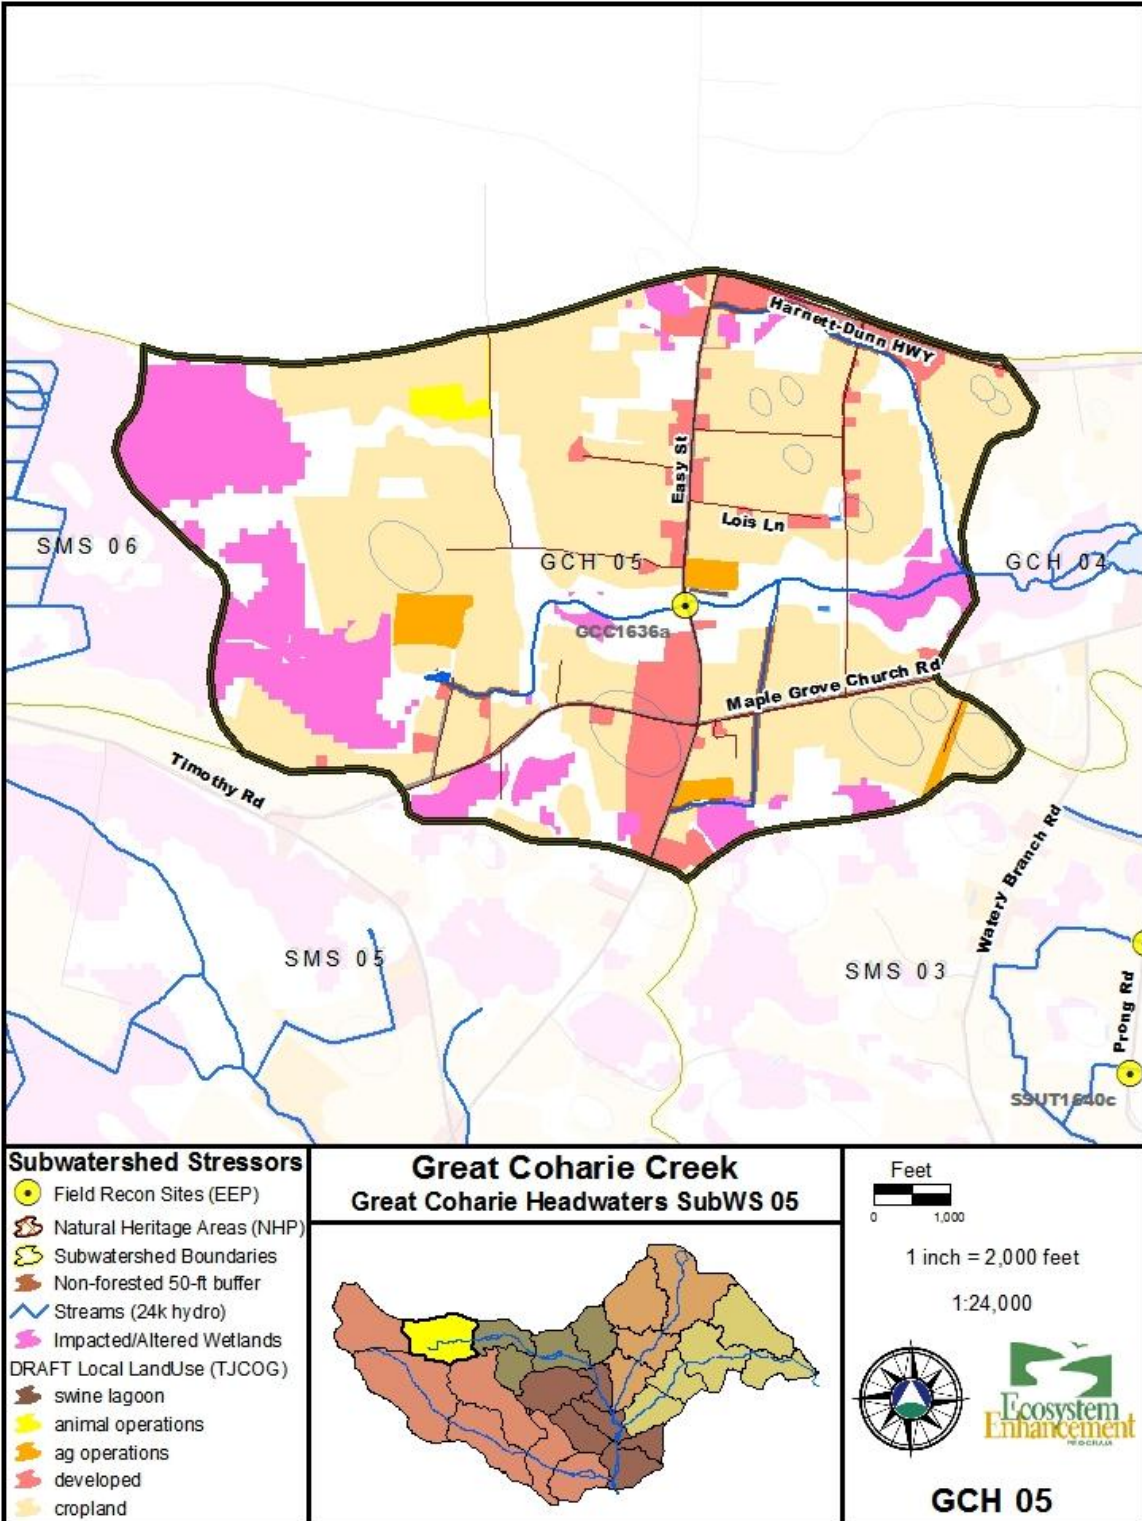 Harnett-Dunn HWY
Easy St
Lois Ln
SMS 06
GCH 05
GCH 04
GCC1636a
Maple Grove Church Rd
Timothy Rd
Watery Branch Rd
SMS 05
SMS 03
Prong Rd
SSUT1640c
Subwatershed Stressors
Field Recon Sites (EEP)
Natural Heritage Areas (NHP)
Subwatershed Boundaries
Non-forested 50-ft buffer
Streams (24k hydro)
Impacted/Altered Wetlands
DRAFT Local LandUse (TJCOG)
swine lagoon
animal operations
ag operations
developed
cropland
Great Coharie Creek
Great Coharie Headwaters SubWS 05
Feet
0 1,000
1 inch = 2,000 feet
1:24,000
Ecosystem
Enhancement
PROGRAM
GCH 05